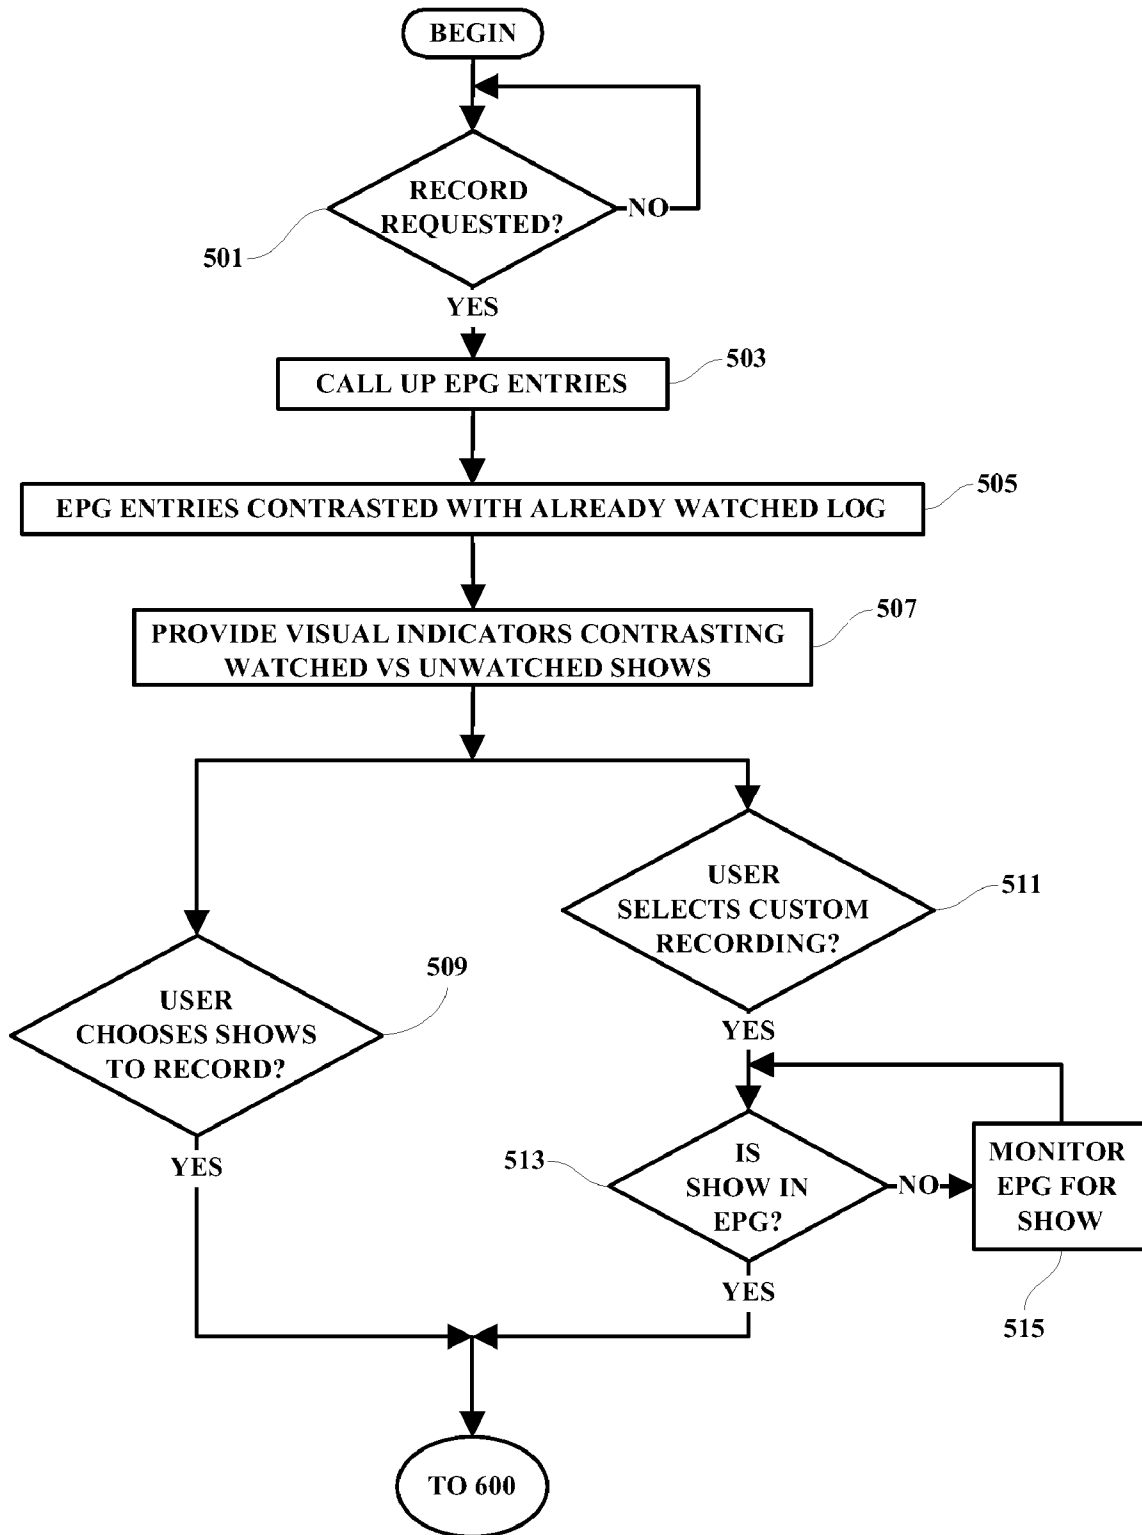 BEGIN
RECORD
REQUESTED?
NO
501
YES
CALL UP EPG ENTRIES
503
EPG ENTRIES CONTRASTED WITH ALREADY WATCHED LOG
505
PROVIDE VISUAL INDICATORS CONTRASTING
WATCHED VS UNWATCHED SHOWS
507
USER
SELECTS CUSTOM
RECORDING?
511
USER
CHOOSES SHOWS
TO RECORD?
509
YES
YES
IS
SHOW IN
EPG?
513
NO
MONITOR
EPG FOR
SHOW
515
YES
TO 600